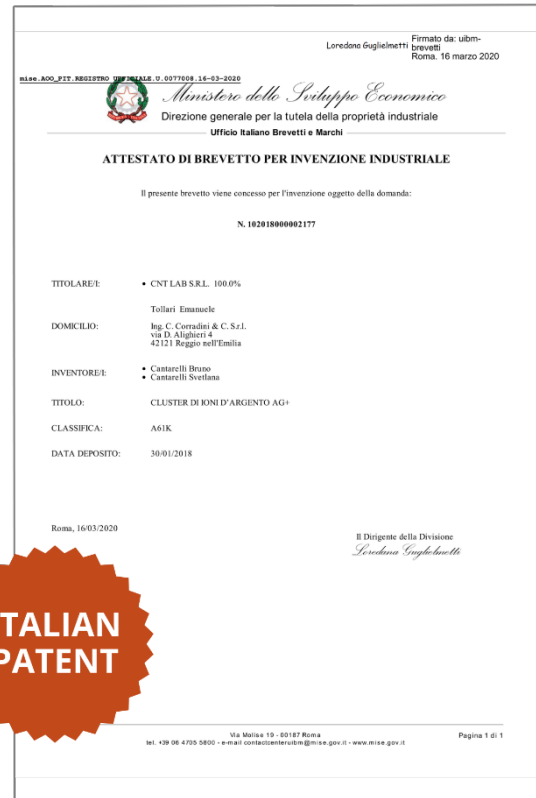 Loredana Guglielmetti
Firmato da: uibm-
brevetti
Roma. 16 marzo 2020
mise.AOO_PIT.REGISTRO UFFICIALE.U.0077008.16-03-2020
Ministero dello Sviluppo Economico
Direzione generale per la tutela della proprietà industriale
Ufficio Italiano Brevetti e Marchi
ATTESTATO DI BREVETTO PER INVENZIONE INDUSTRIALE
Il presente brevetto viene concesso per l'invenzione oggetto della domanda:
N. 102018000002177
TITOLARE/I: • CNT LAB S.R.L. 100.0%
Tollari Emanuele
DOMICILIO: Ing. C. Corradini & C. S.r.l.
via D. Alighieri 4
42121 Reggio nell'Emilia
INVENTORE/I: • Cantarelli Bruno
• Cantarelli Svetlana
TITOLO: CLUSTER DI IONI D'ARGENTO AG+
CLASSIFICA: A61K
DATA DEPOSITO: 30/01/2018
Roma, 16/03/2020
Il Dirigente della Divisione
Loredana Guglielmetti
TALIAN
PATENT
Via Molise 19 - 00187 Roma
tel. +39 06 4705 5800 - e-mail contactcenteruibm@mise.gov.it - www.mise.gov.it
Pagina 1 di 1